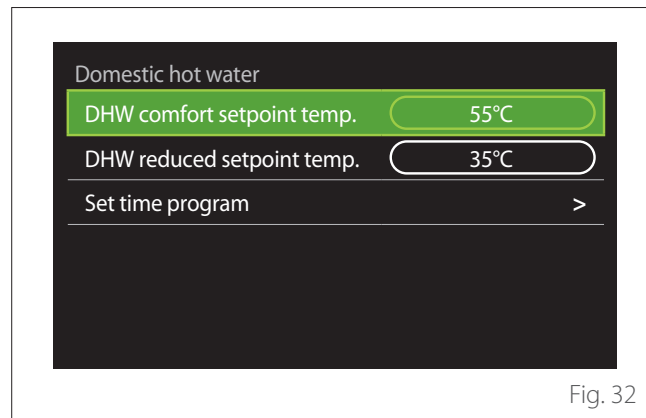 Domestic hot water
DHW comfort setpoint temp. 55°C
DHW reduced setpoint temp. 35°C
Set time program >
Fig. 32